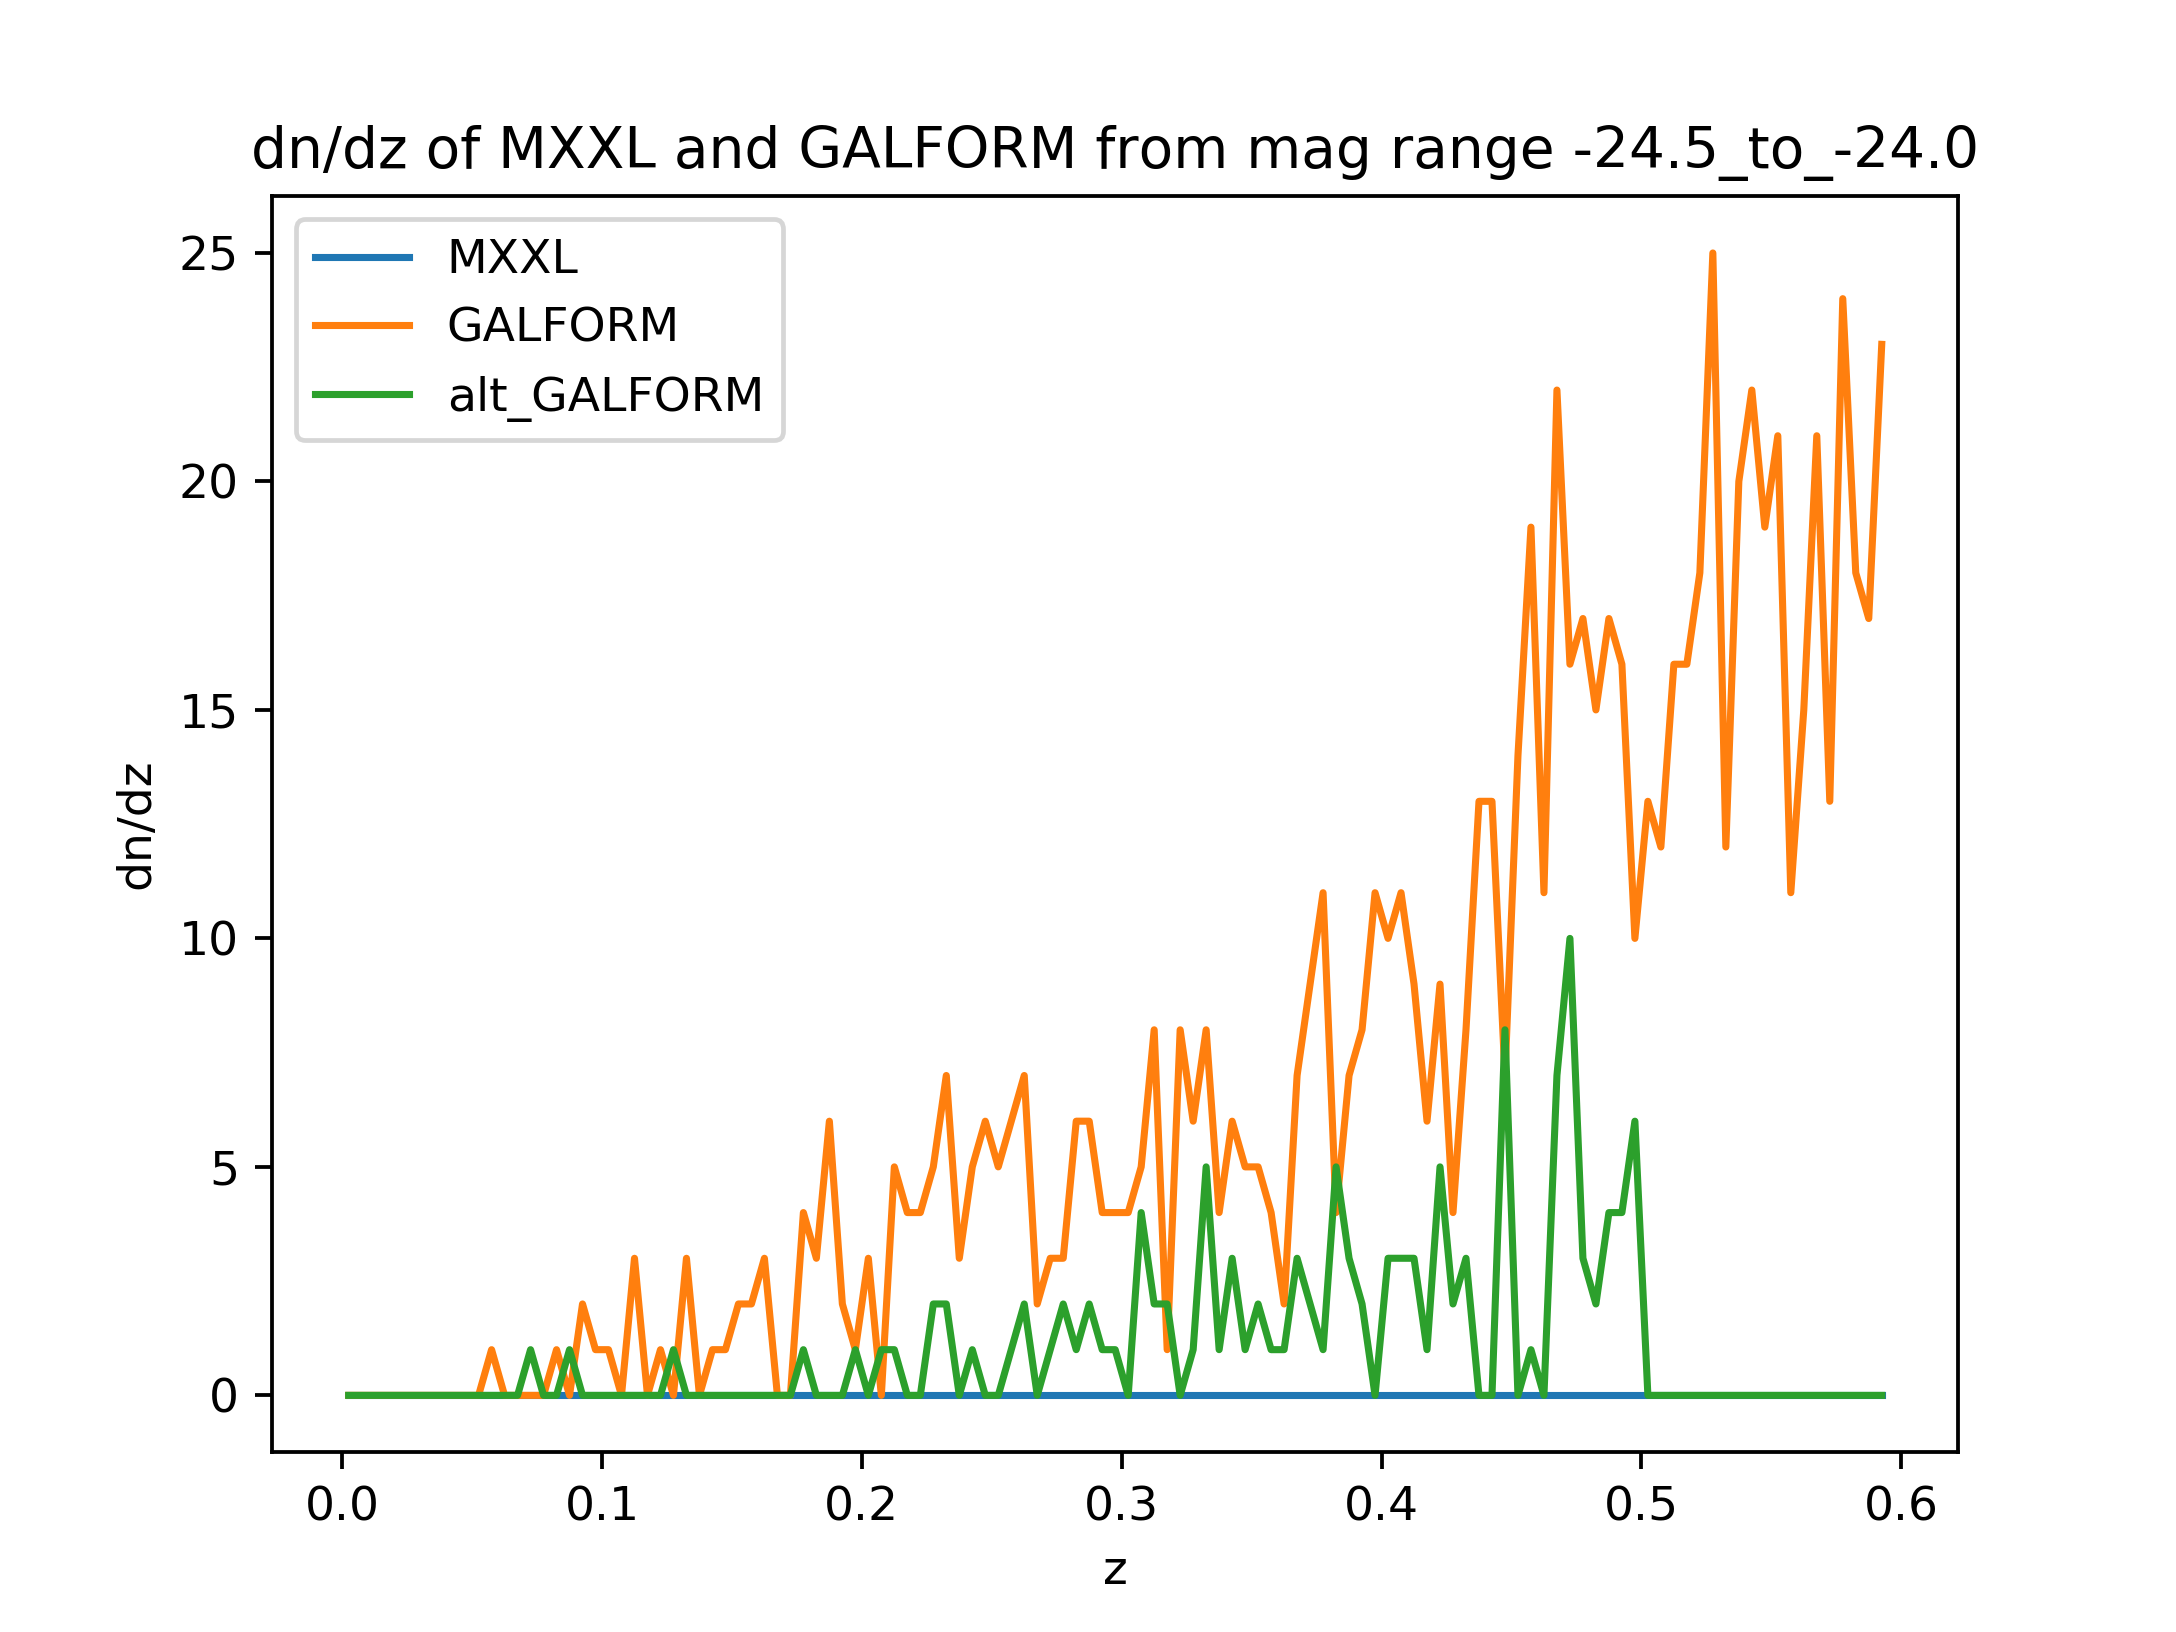 dn/dz of MXXL and GALFORM from mag range -24.5_to_-24.0
MXXL
GALFORM
alt_GALFORM
25
20
15
10
5
0
dn/dz
0.0 0.1 0.2 0.3 0.4 0.5 0.6
z